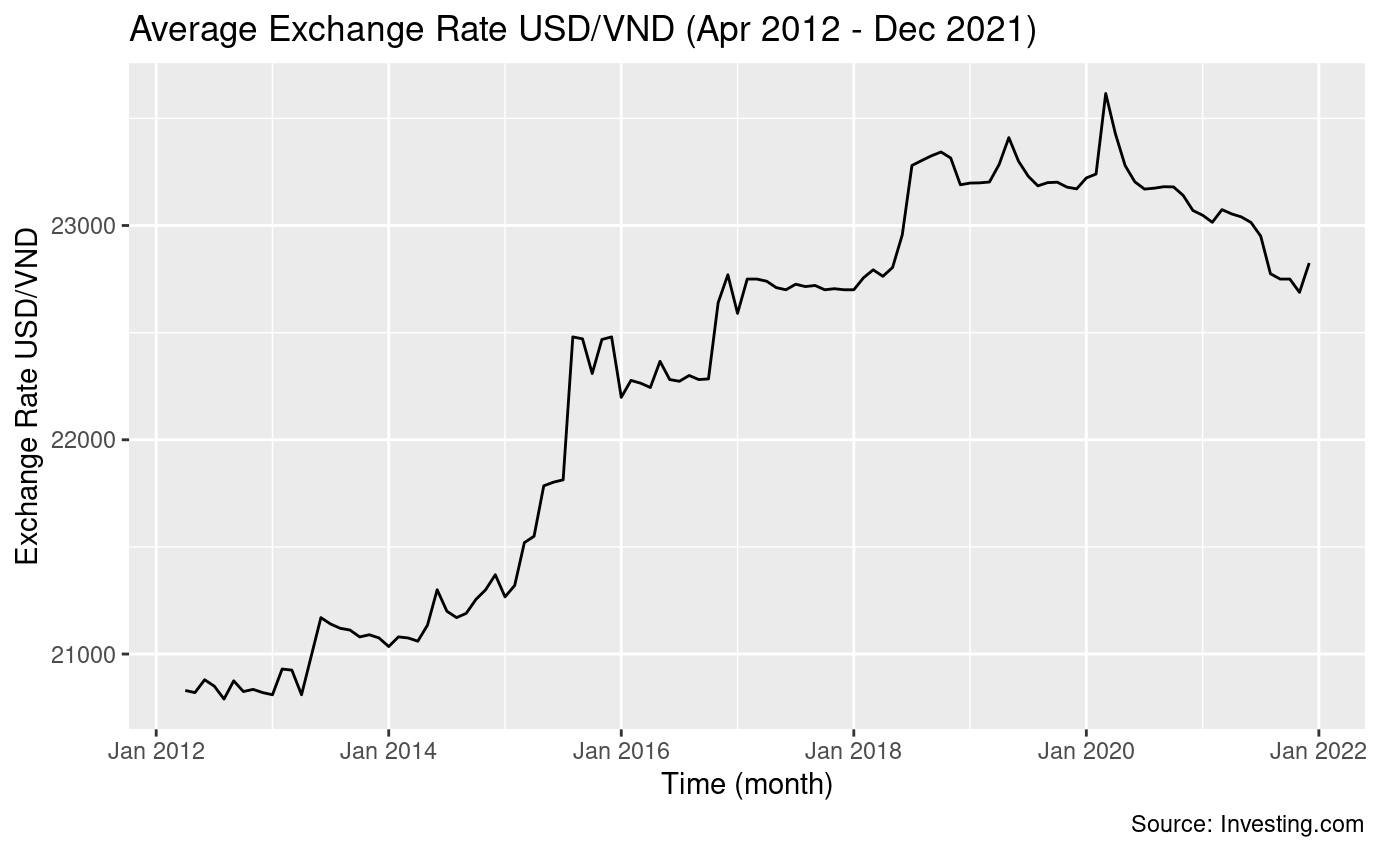 Average Exchange Rate USD/VND (Apr 2012 - Dec 2021)
Exchange Rate USD/VND
23000
22000
21000
Jan 2012
Jan 2014
Jan 2016
Jan 2018
Jan 2020
Jan 2022
Time (month)
Source: Investing.com